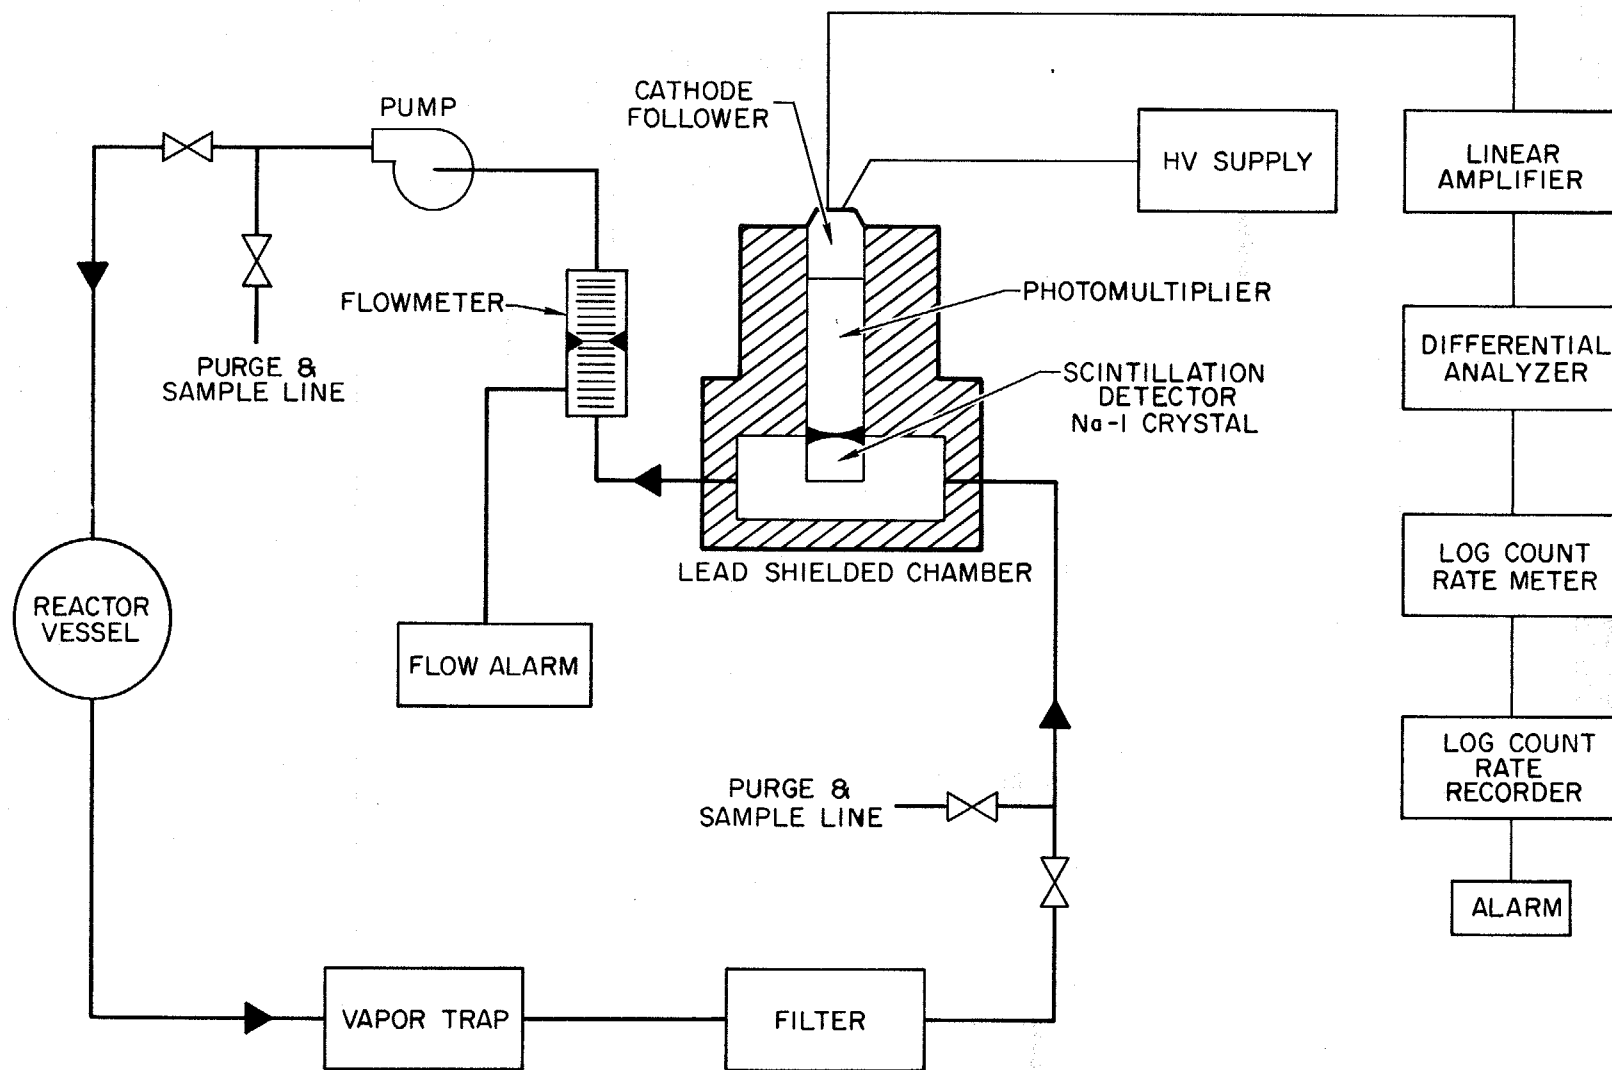 PUMP
CATHODE
FOLLOWER
HV SUPPLY
LINEAR
AMPLIFIER
FLOWMETER
PHOTOMULTIPLIER
PURGE &
SAMPLE LINE
SCINTILLATION
DETECTOR
Na-I CRYSTAL
DIFFERENTIAL
ANALYZER
LEAD SHIELDED CHAMBER
LOG COUNT
RATE METER
REACTOR
VESSEL
FLOW ALARM
PURGE &
SAMPLE LINE
LOG COUNT
RATE
RECORDER
ALARM
VAPOR TRAP
FILTER